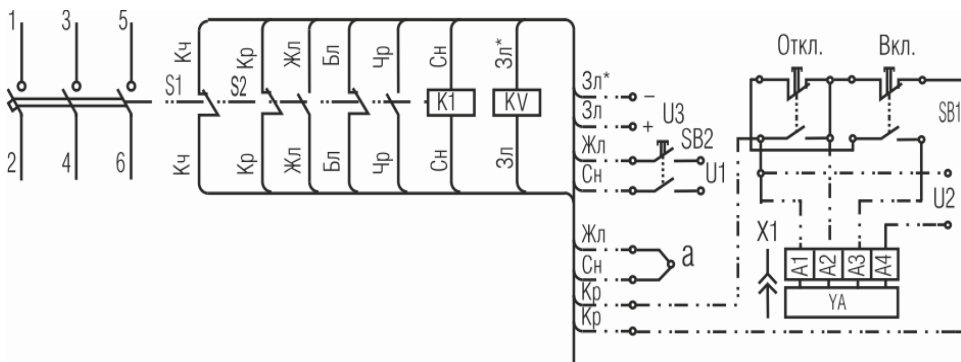 1 3 5
Кч Кр Жл Бл Чр Сн Зл*
Откл. Вкл.
S1 S2 K1 KV
Зл* −
Зл + U3
SB1
Жл SB2
Сн U1
2 4 6
Кч Кр Жл Бл Чр Сн Зл
U2
Жл
Сн а
X1
A1 A2 A3 A4
Кр
YA
Кр